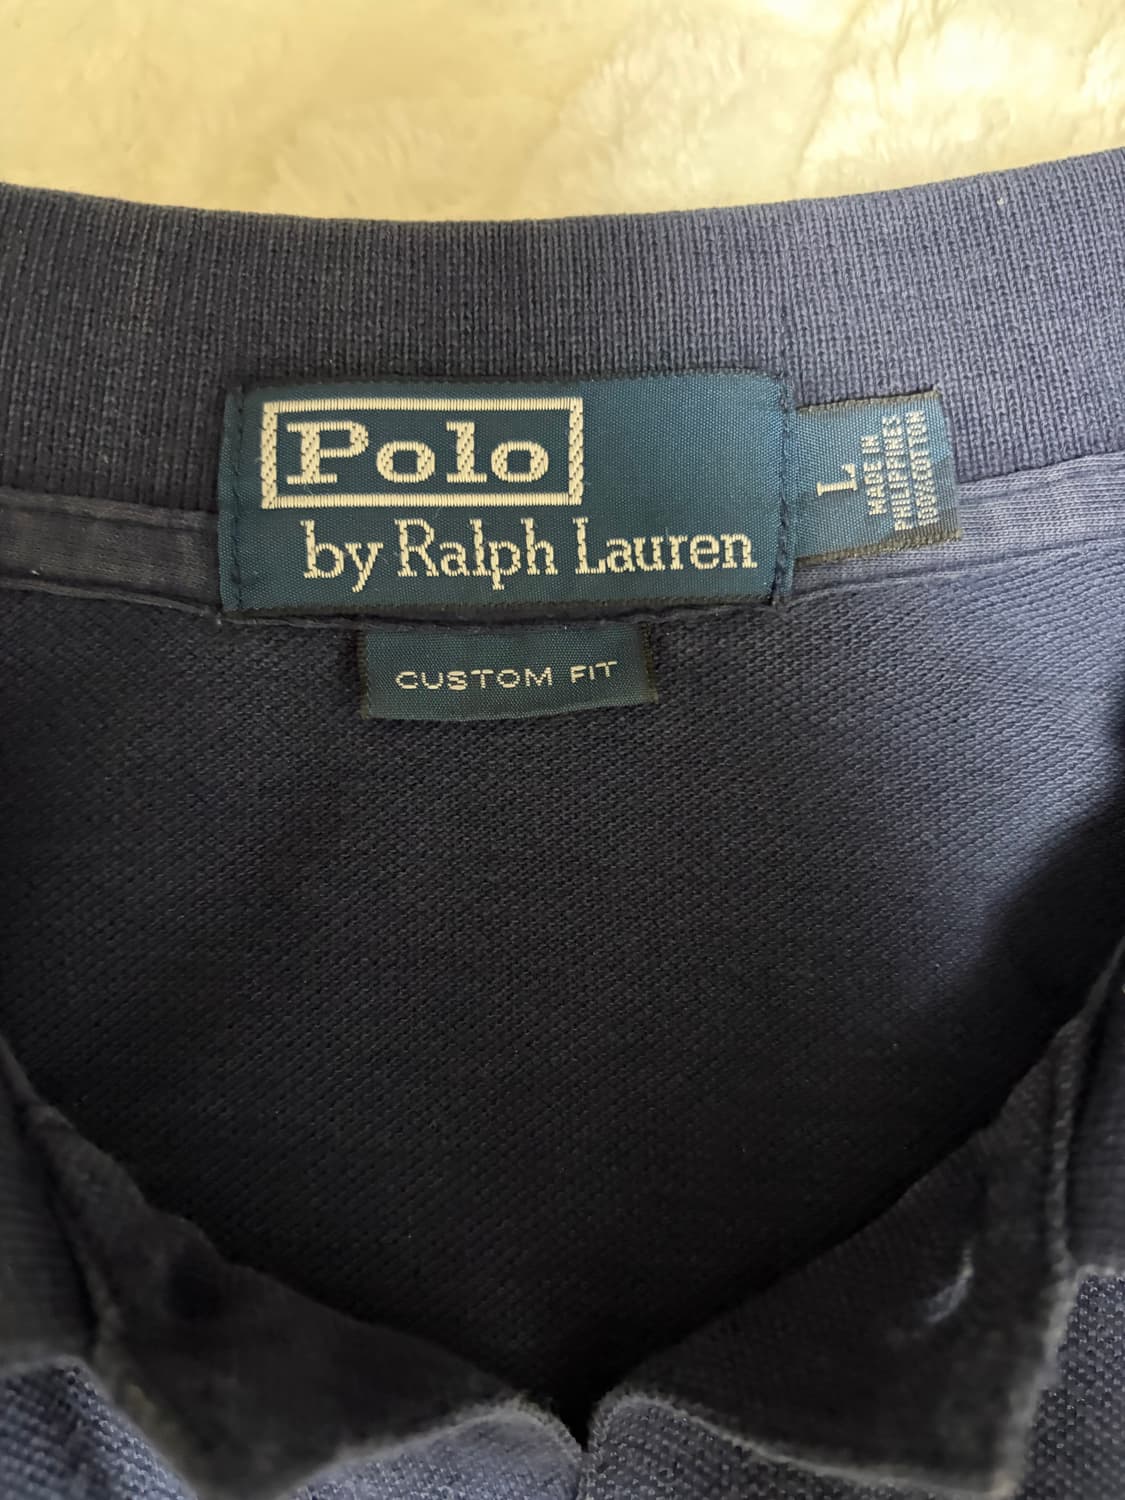 Polo
by Ralph Lauren
CUSTOM FIT
L
MADE IN
PHILIPPINES
100% COTTON